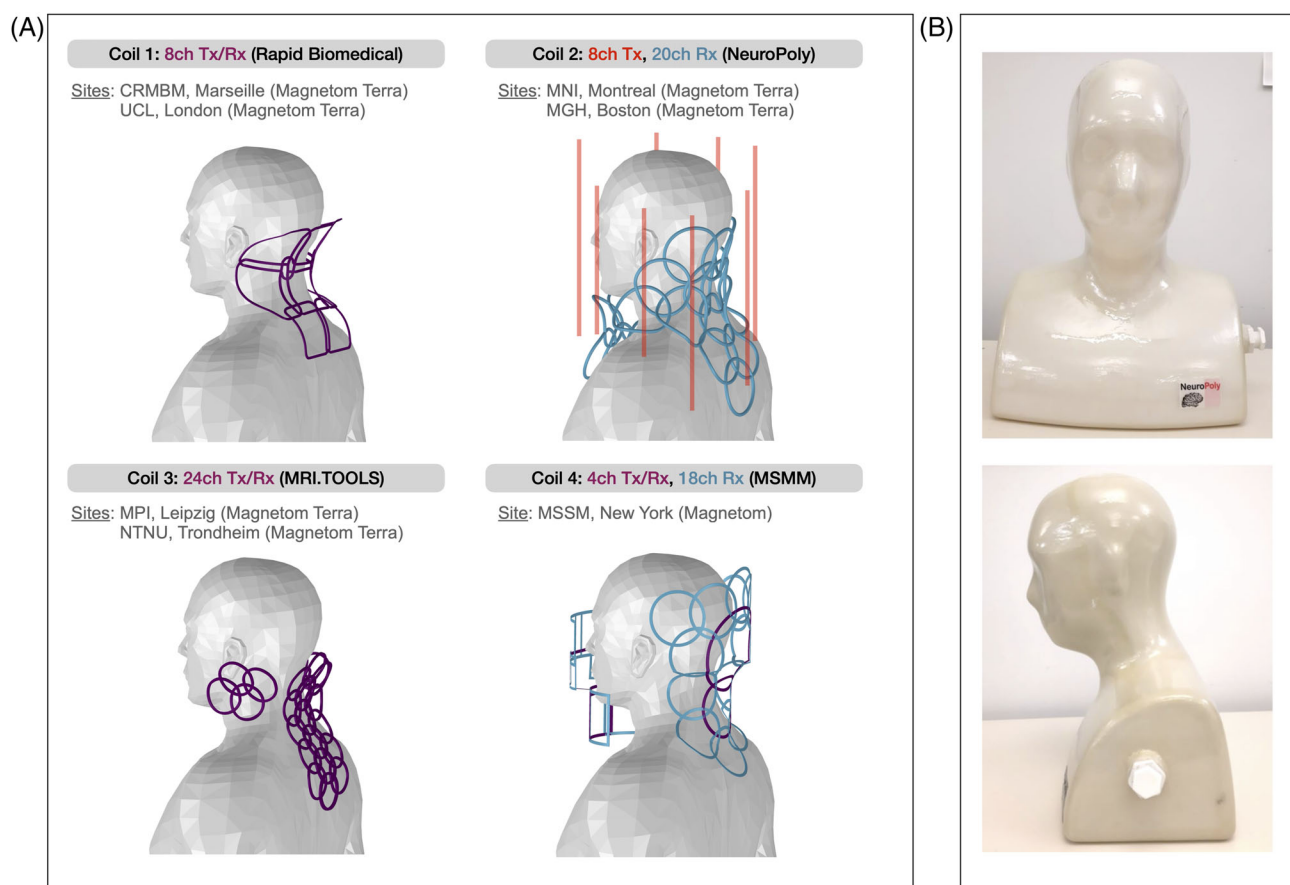 (A)
Coil 1: 8ch Tx/Rx (Rapid Biomedical)
Sites: CRMBM, Marseille (Magnetom Terra)
UCL, London (Magnetom Terra)
Coil 2: 8ch Tx, 20ch Rx (NeuroPoly)
Sites: MNI, Montreal (Magnetom Terra)
MGH, Boston (Magnetom Terra)
Coil 3: 24ch Tx/Rx (MRI.TOOLS)
Sites: MPI, Leipzig (Magnetom Terra)
NTNU, Trondheim (Magnetom Terra)
Coil 4: 4ch Tx/Rx, 18ch Rx (MSMM)
Site: MSSM, New York (Magnetom)
(B)
NeuroPoly